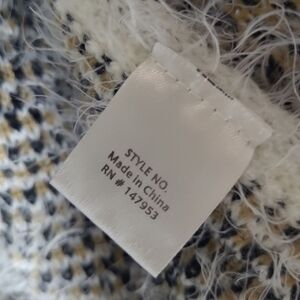 STYLE NO.
Made in China
RN # 147953